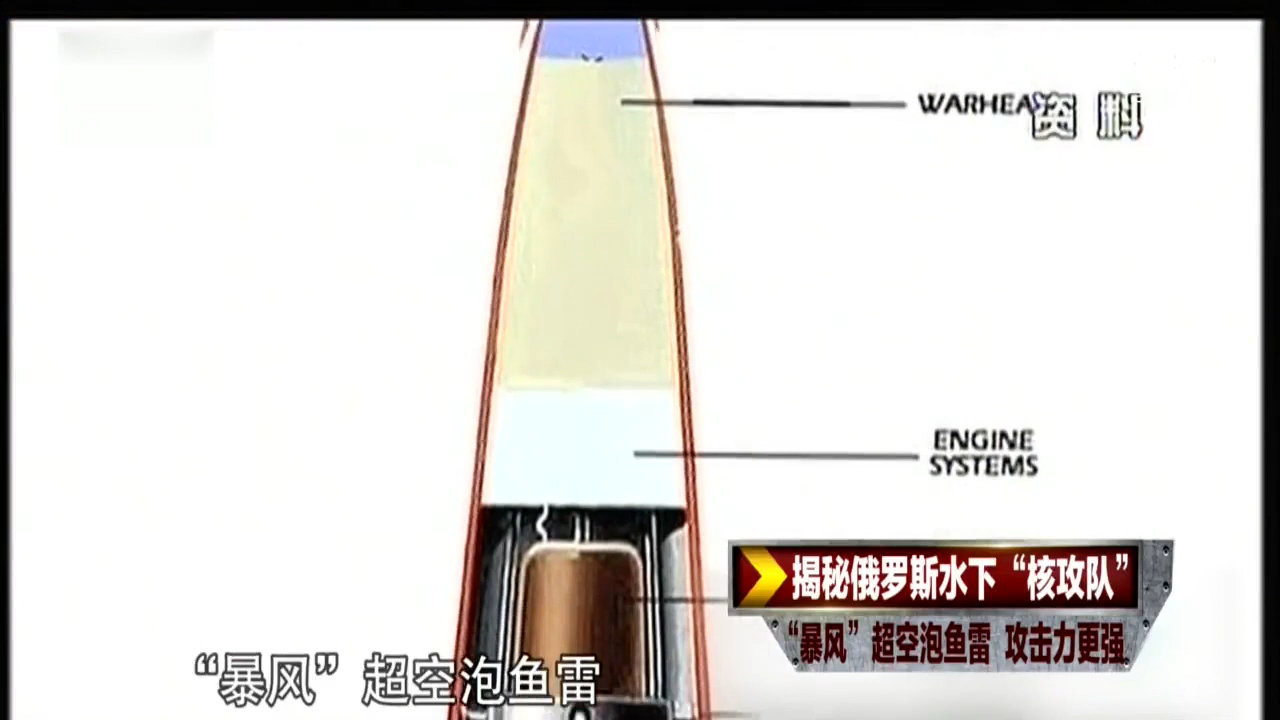 WARHEA
资 料
ENGINE
SYSTEMS
揭秘俄罗斯水下“核攻队”
“暴风”超空泡鱼雷 攻击力更强
“暴风”超空泡鱼雷